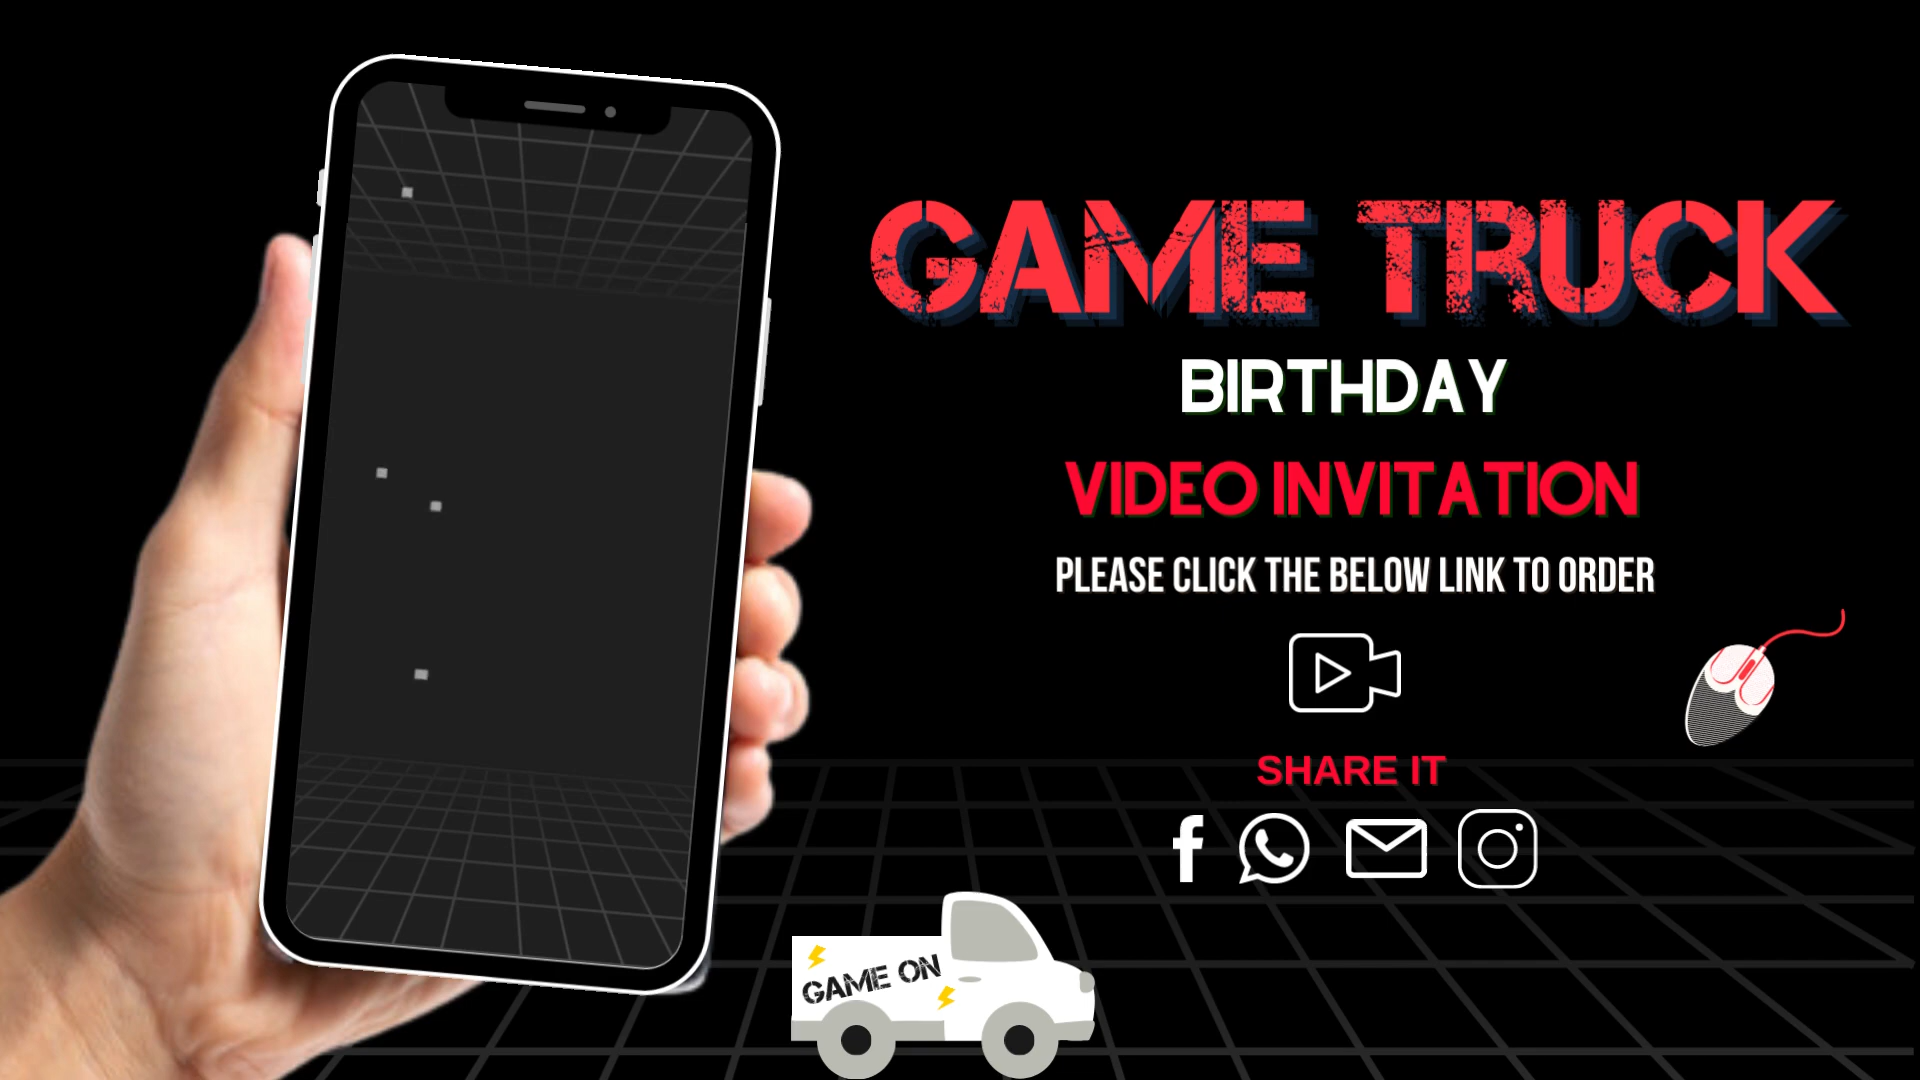 GAME TRUCK
BIRTHDAY
VIDEO INVITATION
PLEASE CLICK THE BELOW LINK TO ORDER
SHARE IT
GAME ON